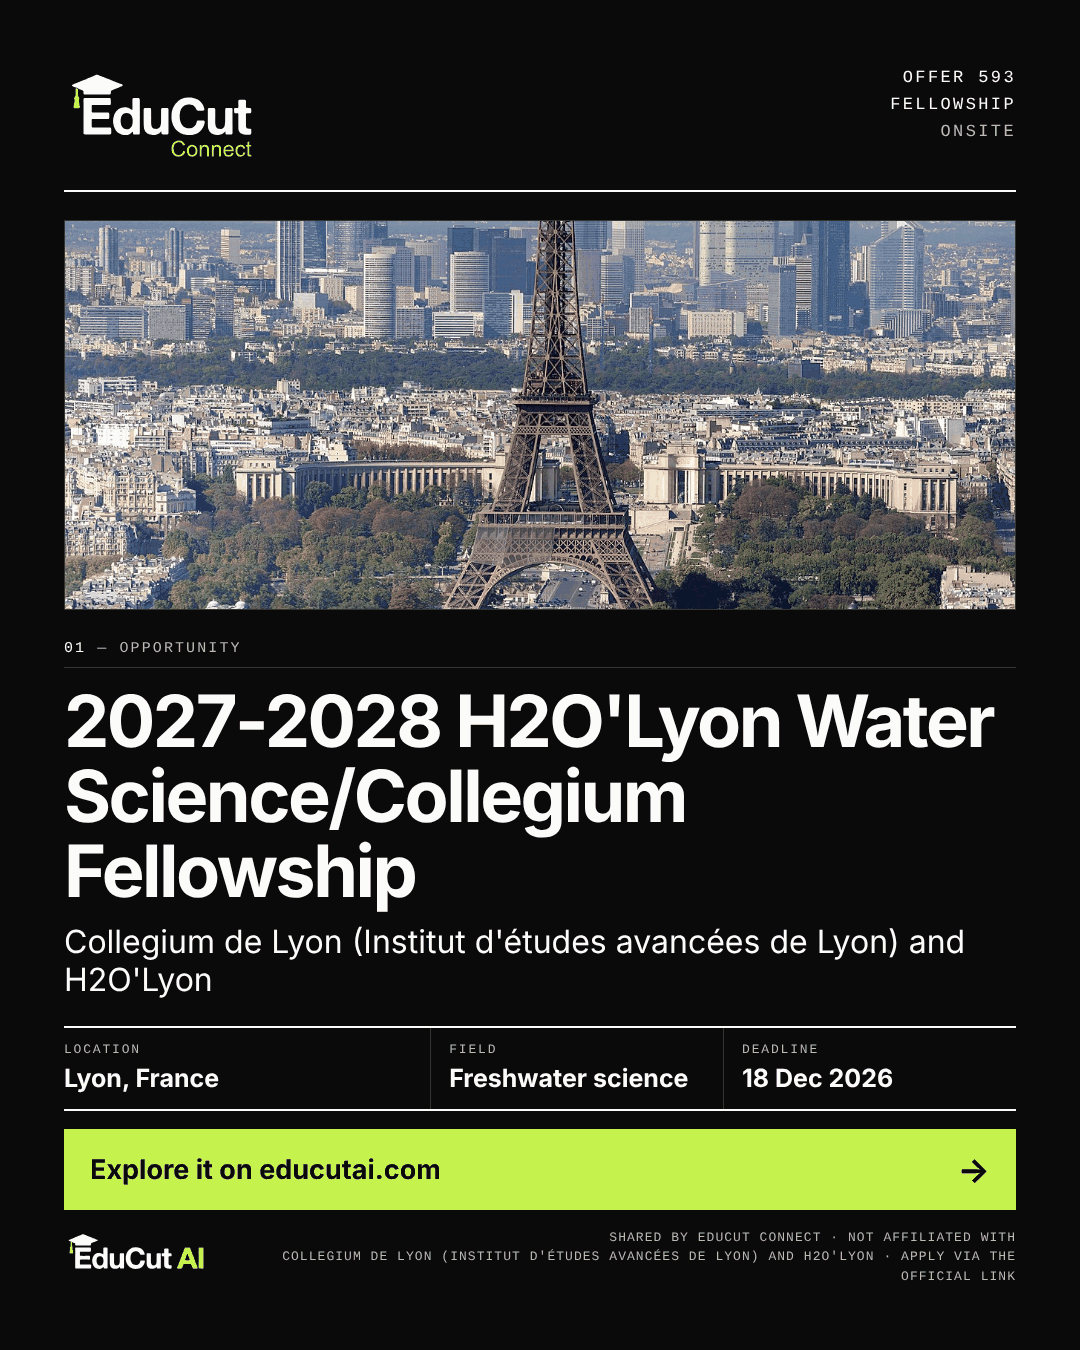 EduCut
Connect
OFFER 593
FELLOWSHIP
ONSITE
01 — OPPORTUNITY
2027-2028 H2O'Lyon Water
Science/Collegium
Fellowship
Collegium de Lyon (Institut d'études avancées de Lyon) and
H2O'Lyon
LOCATION
Lyon, France
FIELD
Freshwater science
DEADLINE
18 Dec 2026
Explore it on educutai.com →
EduCut AI
SHARED BY EDUCUT CONNECT · NOT AFFILIATED WITH
COLLEGIUM DE LYON (INSTITUT D'ÉTUDES AVANCÉES DE LYON) AND H2O'LYON · APPLY VIA THE
OFFICIAL LINK